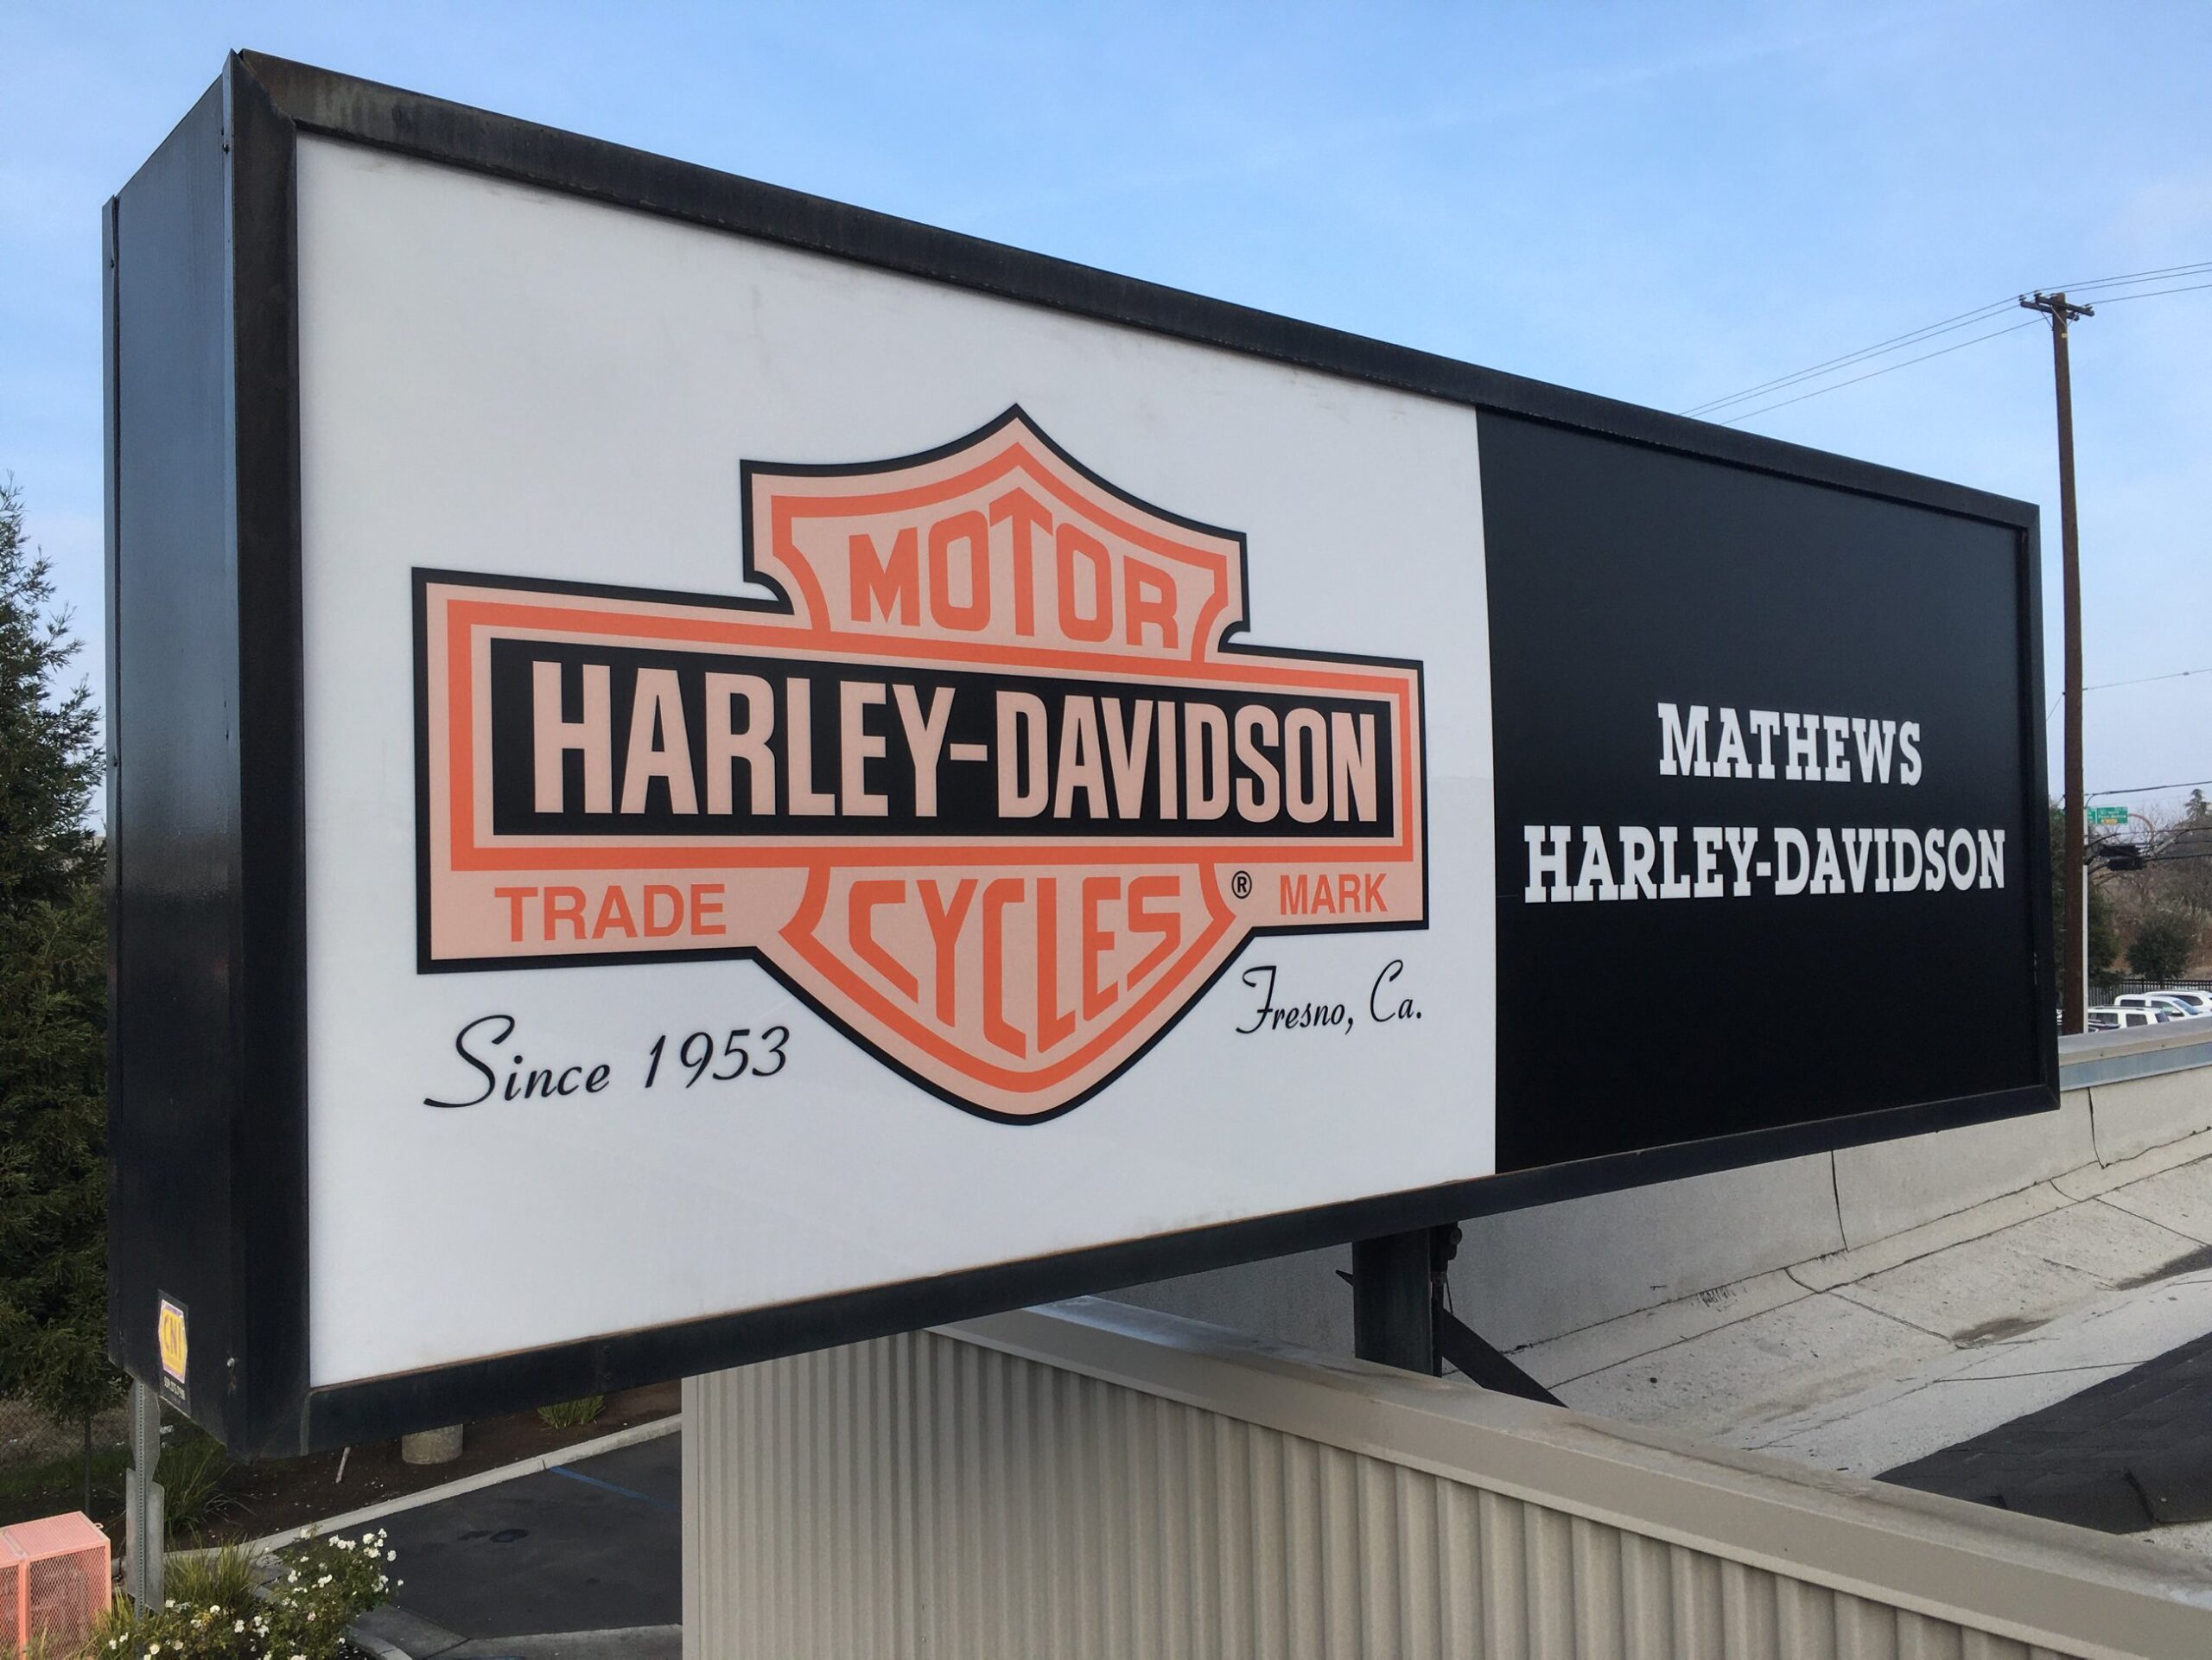 MOTOR
HARLEY-DAVIDSON
TRADE ® MARK
CYCLES
Since 1953
Fresno, Ca.
MATHEWS
HARLEY-DAVIDSON